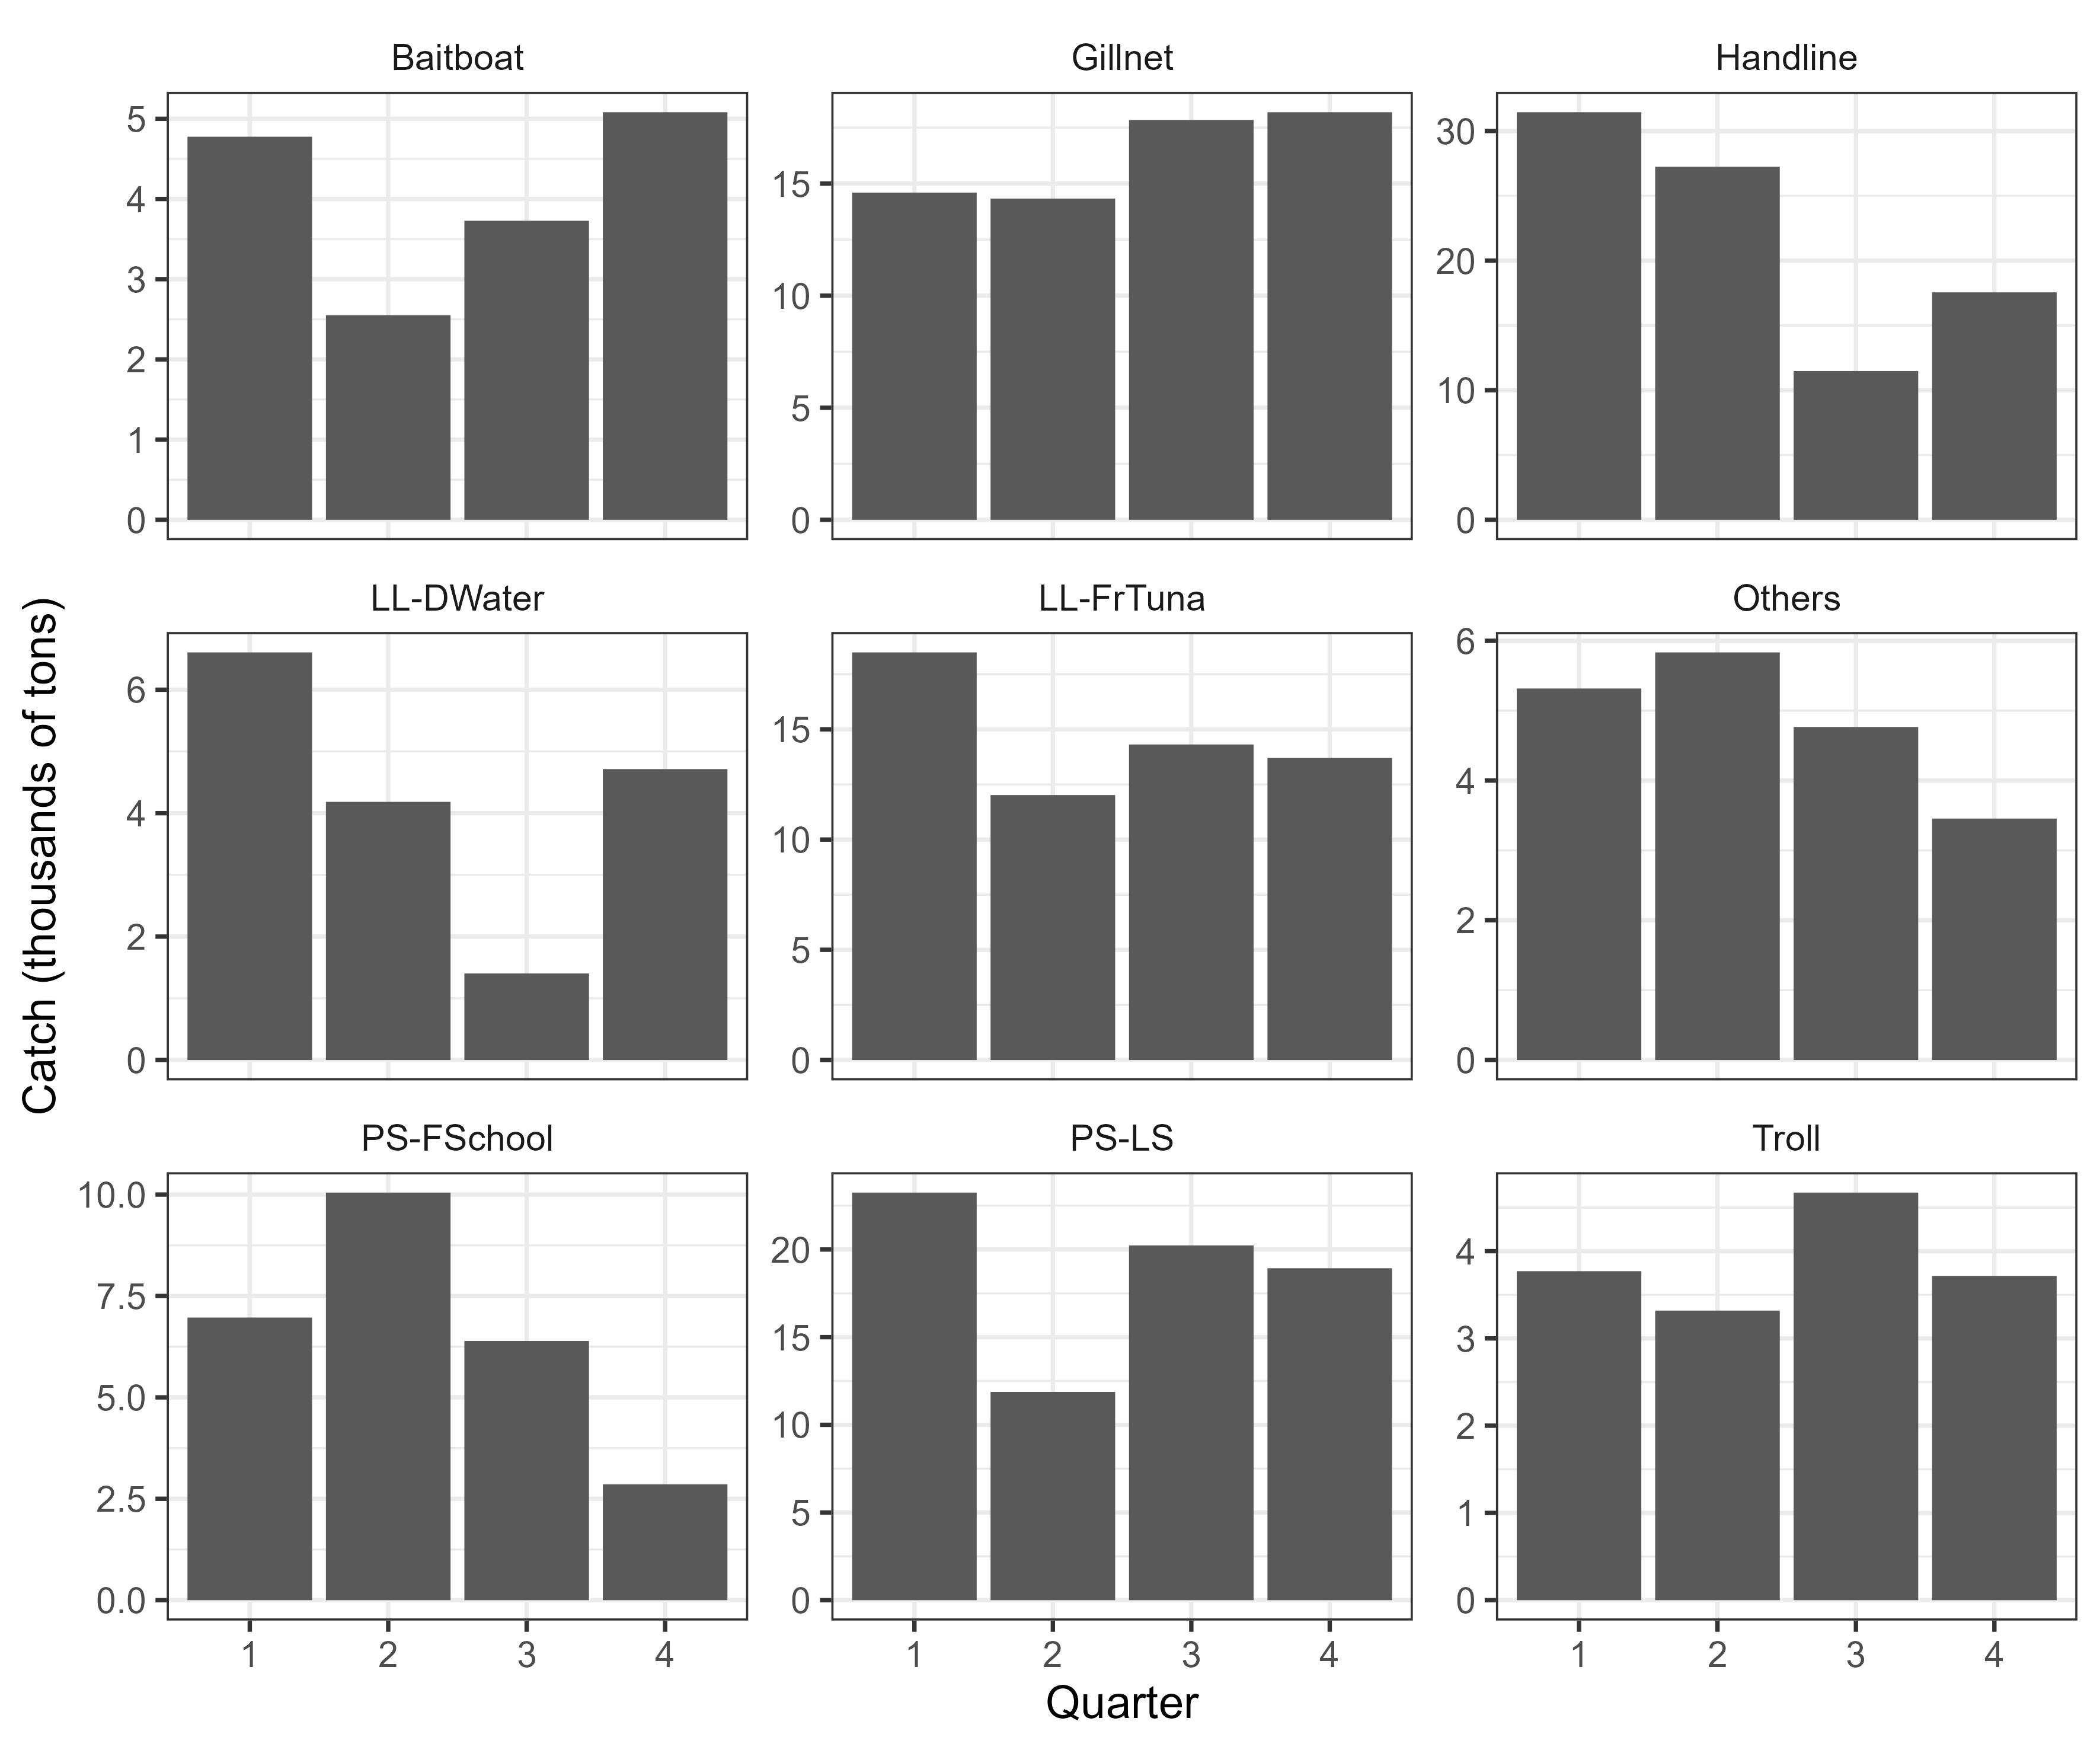 Baitboat
Gillnet
Handline
5
4
3
2
1
0
15
10
5
0
30
20
10
0
LL-DWater
LL-FrTuna
Others
6
4
2
0
15
10
5
0
6
4
2
0
Catch (thousands of tons)
PS-FSchool
PS-LS
Troll
10.0
7.5
5.0
2.5
0.0
20
15
10
5
0
4
3
2
1
0
1 2 3 4
1 2 3 4
1 2 3 4
Quarter